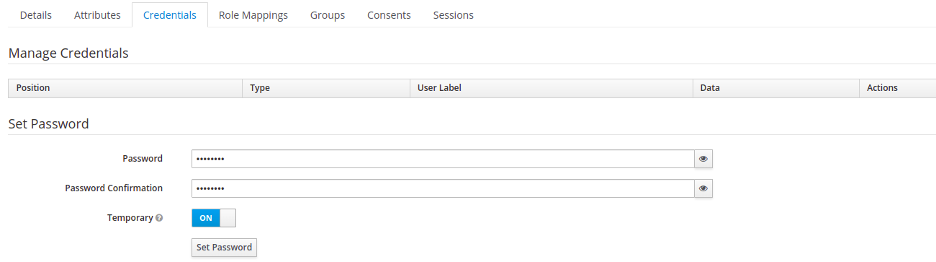 Details Attributes Credentials Role Mappings Groups Consents Sessions
Manage Credentials
Position Type User Label Data Actions
Set Password
Password ••••••••
Password Confirmation ••••••••
Temporary ON
Set Password